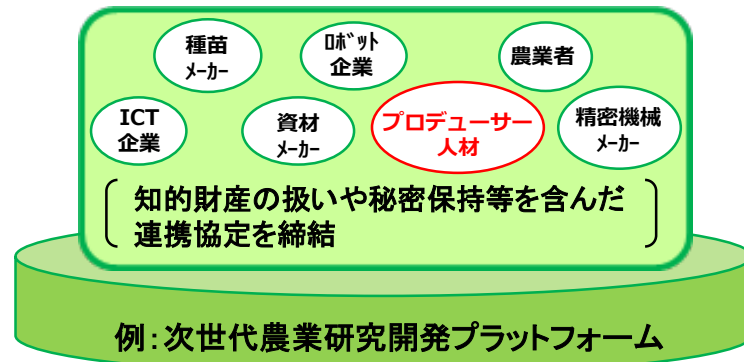 種苗
ﾒｰｶｰ
ﾛﾎﾞｯﾄ
企業
農業者
ICT
企業
資材
ﾒｰｶｰ
プロデューサー
人材
精密機械
ﾒｰｶｰ
知的財産の扱いや秘密保持等を含んだ
連携協定を締結
例：次世代農業研究開発プラットフォーム